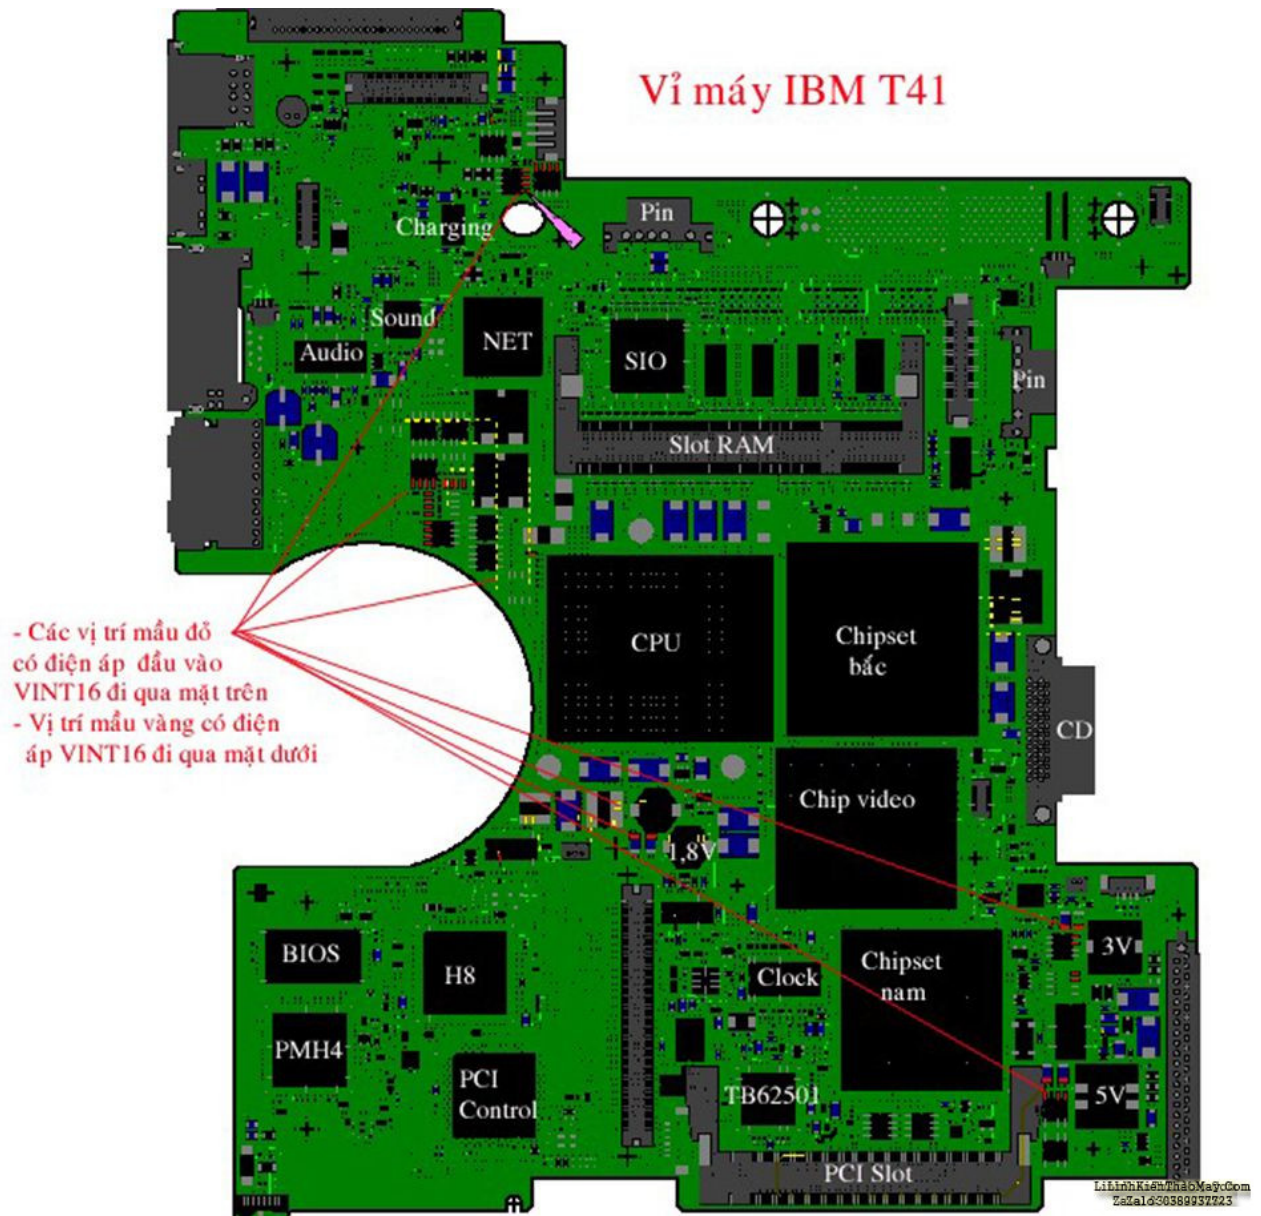 Vỉ máy IBM T41
Pin
Charging
Sound
Audio
NET
SIO
Pin
Slot RAM
- Các vị trí mầu đỏ
có điện áp đầu vào
VINT16 đi qua mặt trên
- Vị trí mầu vàng có điện
áp VINT16 đi qua mặt dưới
CPU
Chipset
bắc
CD
Chip video
1,8V
BIOS
H8
Clock
Chipset
nam
3V
PMH4
PCI
Control
TB62501
5V
PCI Slot